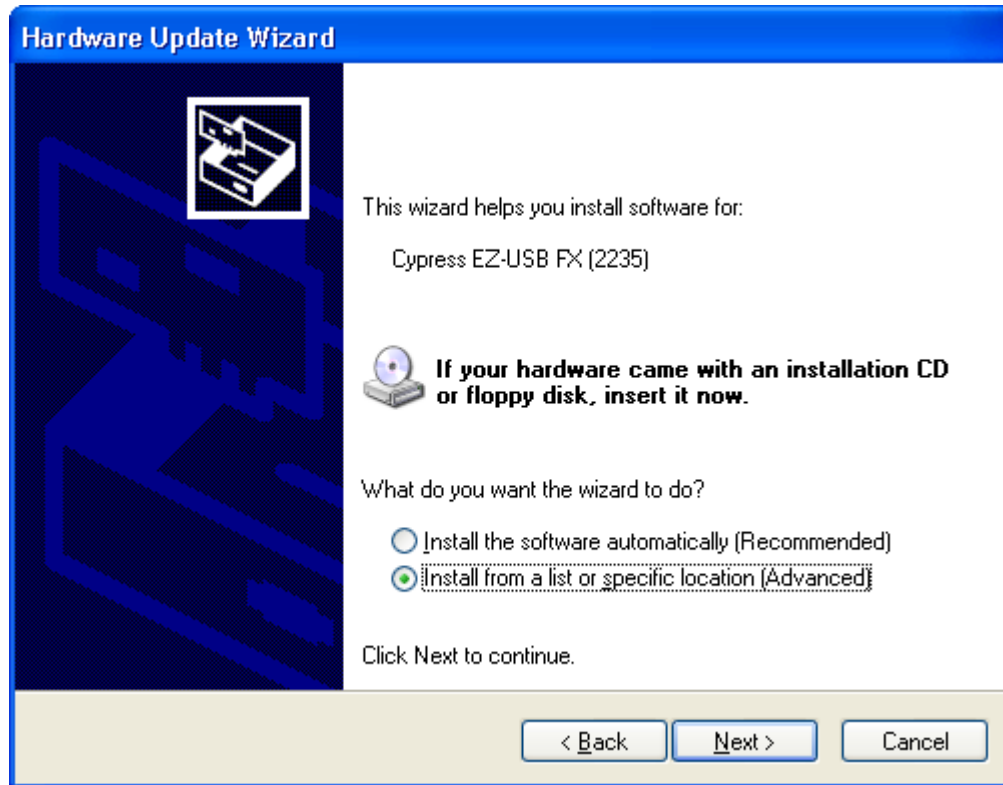 Hardware Update Wizard
This wizard helps you install software for:
Cypress EZ-USB FX (2235)
If your hardware came with an installation CD
or floppy disk, insert it now.
What do you want the wizard to do?
Install the software automatically (Recommended)
Install from a list or specific location (Advanced)
Click Next to continue.
< Back Next > Cancel